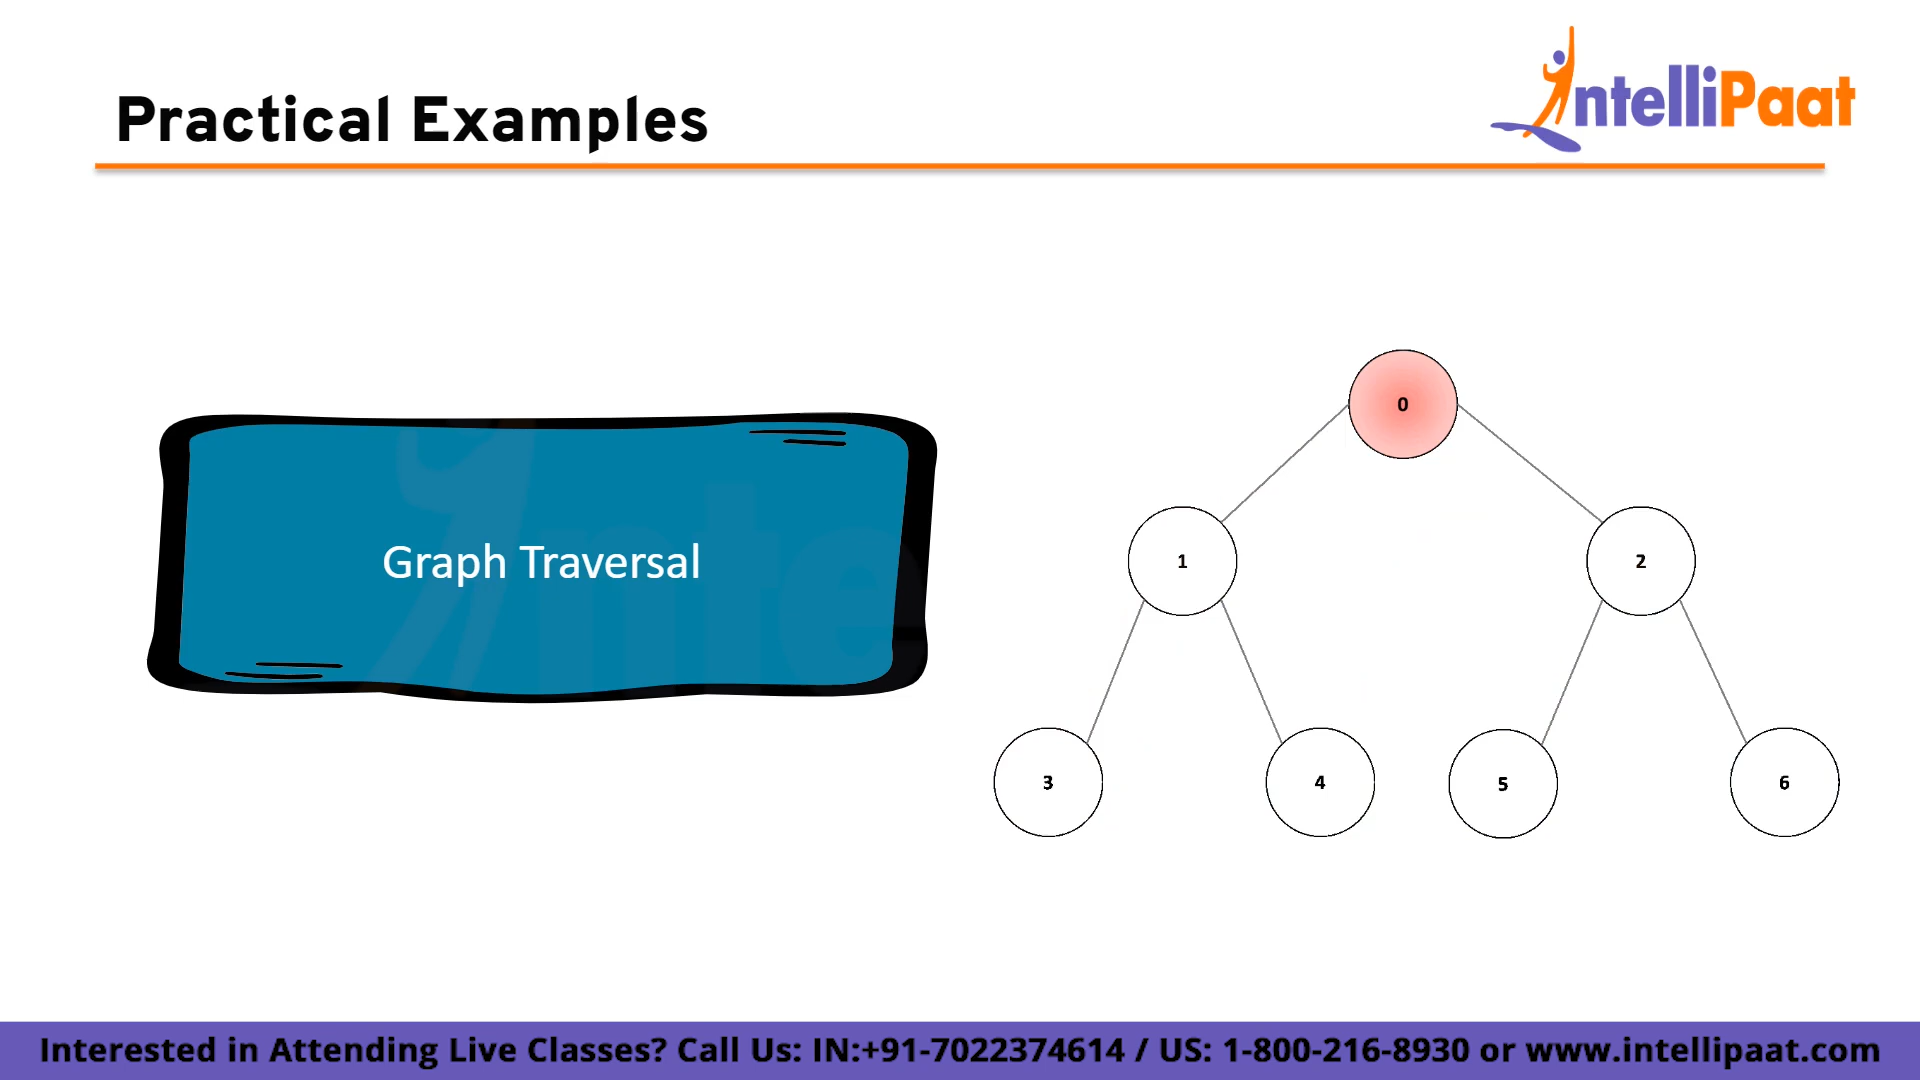 Practical Examples
IntelliPaat
Graph Traversal
0
1
2
3
4
5
6
Interested in Attending Live Classes? Call Us: IN:+91-7022374614 / US: 1-800-216-8930 or www.intellipaat.com